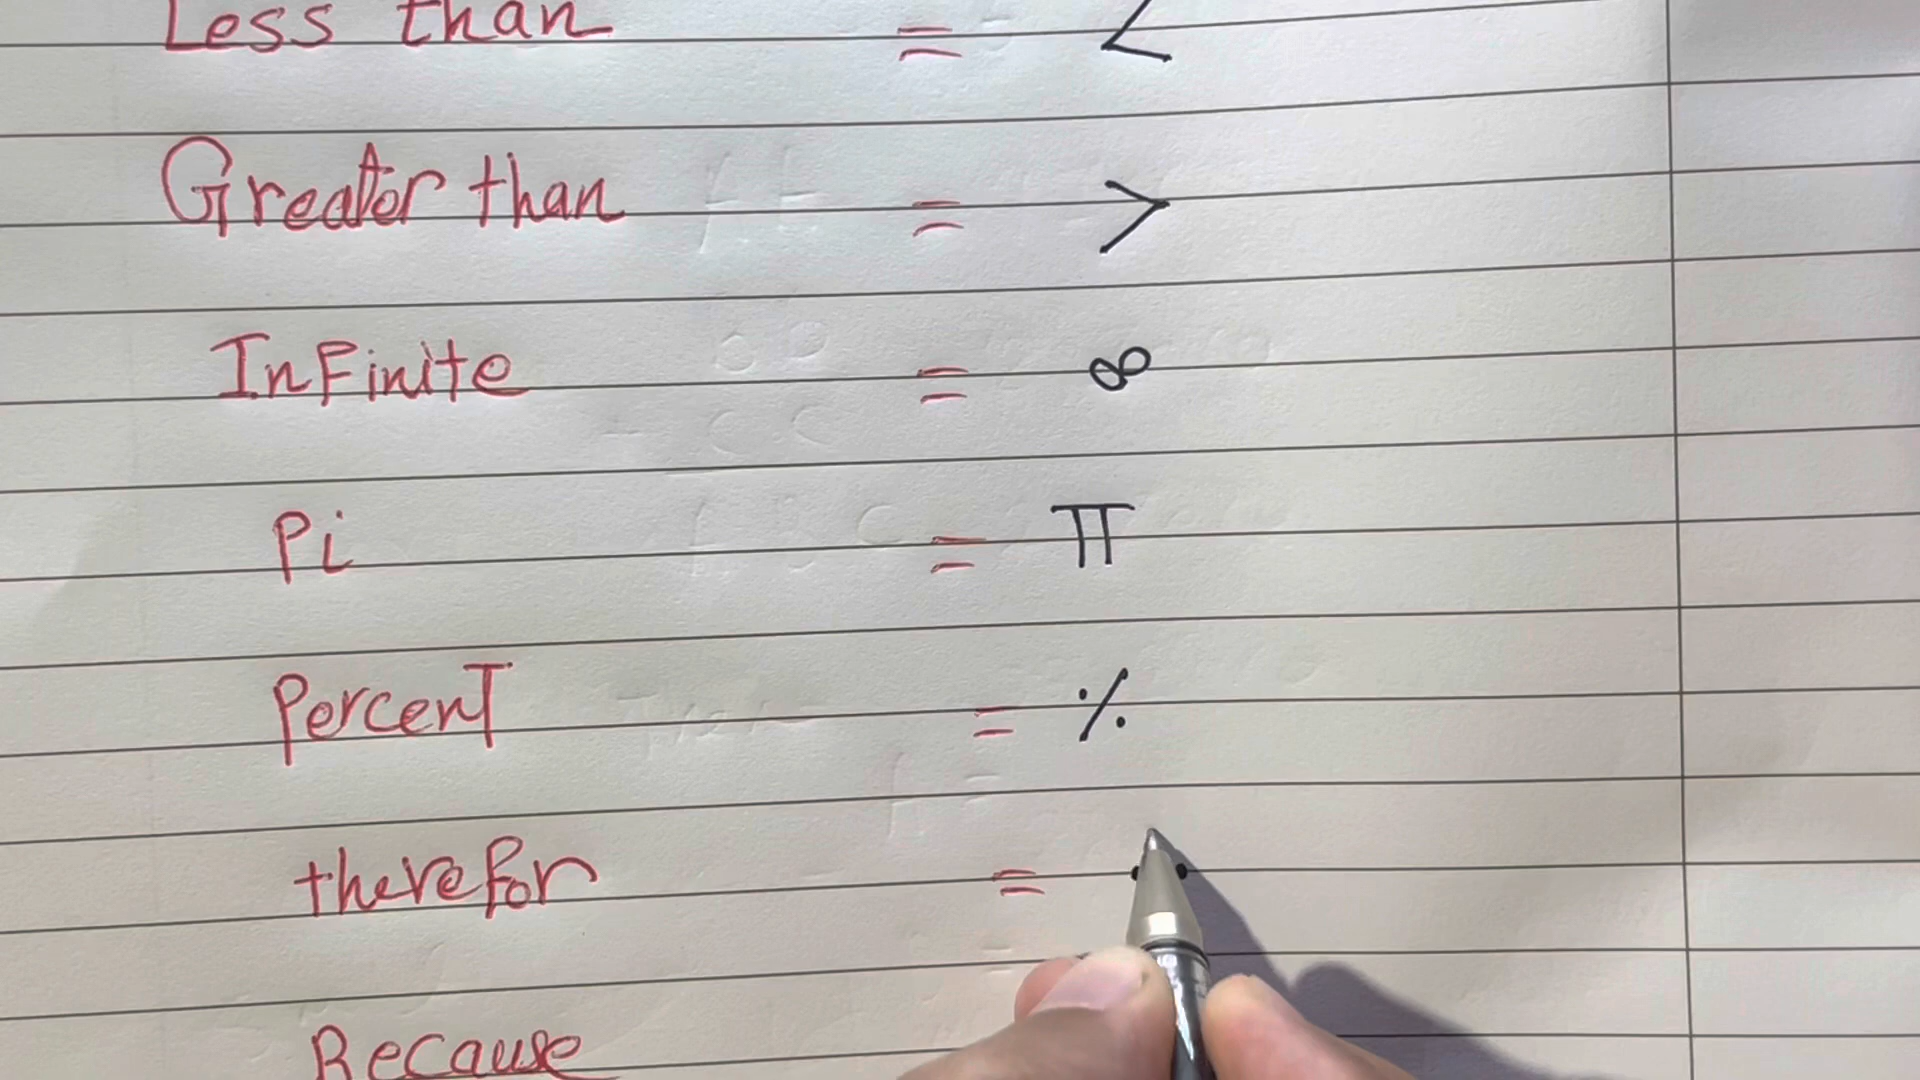 Less than = <
Greater than = >
Infinite = ∞
Pi = π
Percent = %
therefor =
Because